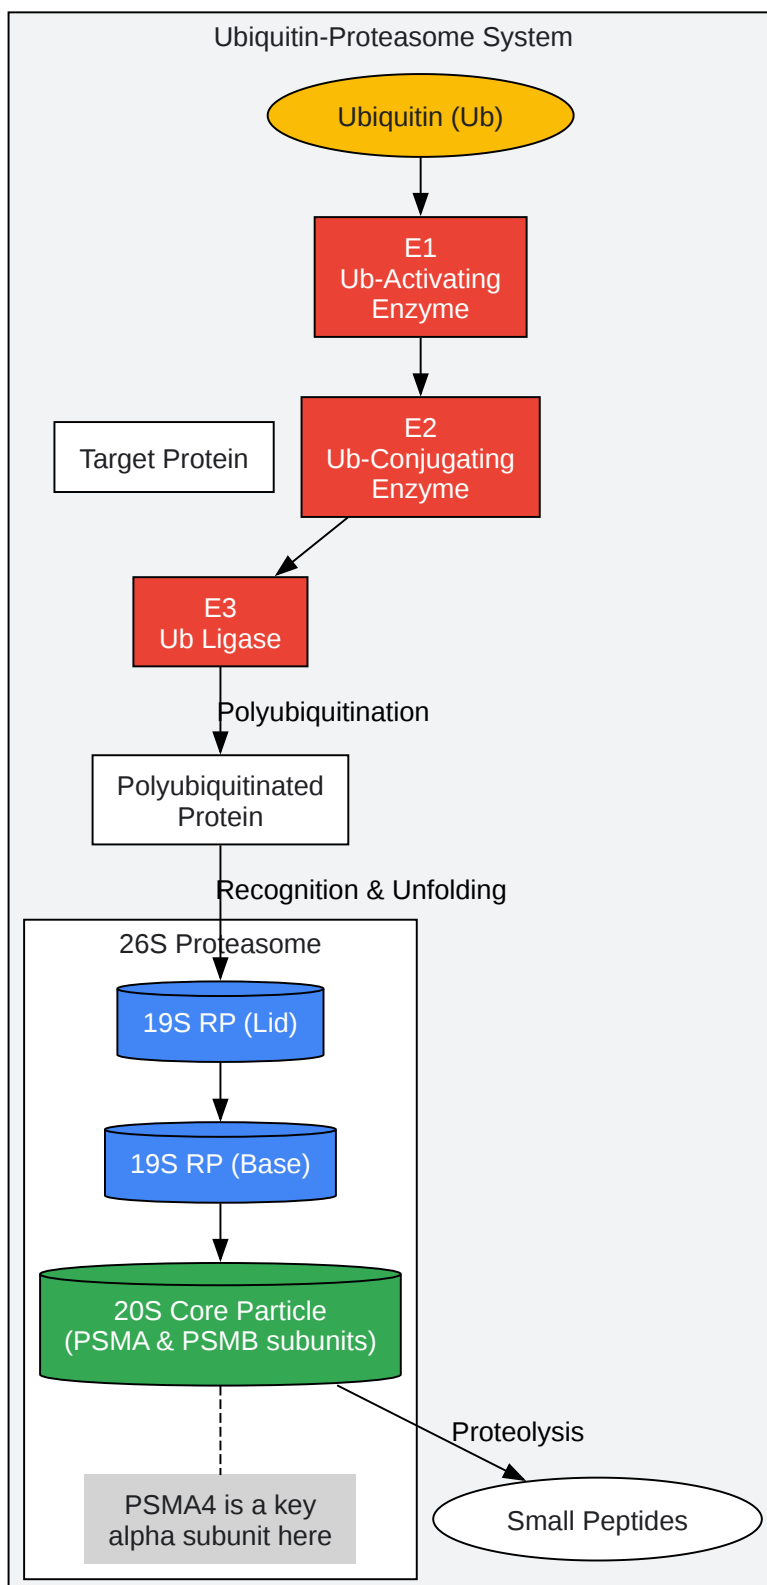 Ubiquitin-Proteasome System
Ubiquitin (Ub)
E1
Ub-Activating
Enzyme
E2
Ub-Conjugating
Enzyme
Target Protein
E3
Ub Ligase
Polyubiquitination
Polyubiquitinated
Protein
Recognition & Unfolding
26S Proteasome
19S RP (Lid)
19S RP (Base)
20S Core Particle
(PSMA & PSMB subunits)
Proteolysis
PSMA4 is a key
alpha subunit here
Small Peptides